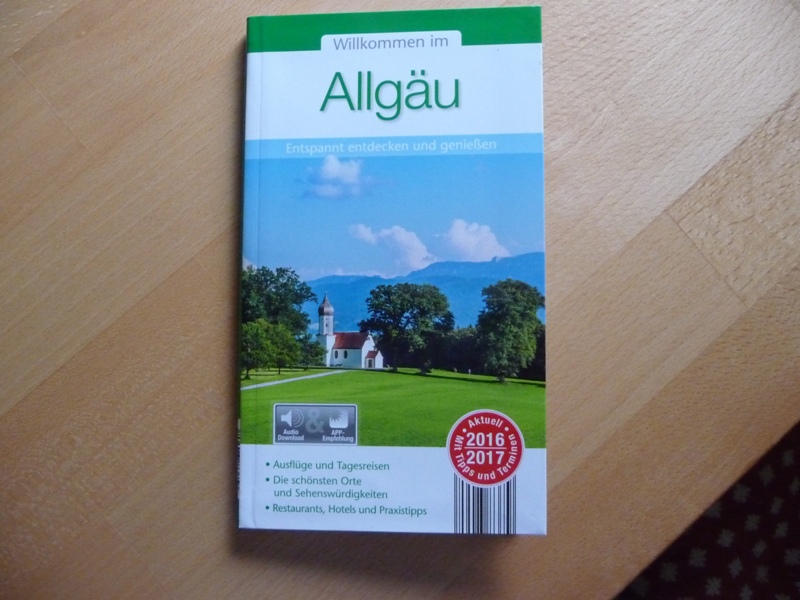 Willkommen im
Allgäu
Entspannt entdecken und genießen
Audio
Download
&
APP-
Empfehlung
• Aktuell •
2016
2017
Mit Tipps und Terminen
• Ausflüge und Tagesreisen
• Die schönsten Orte
und Sehenswürdigkeiten
• Restaurants, Hotels und Praxistipps